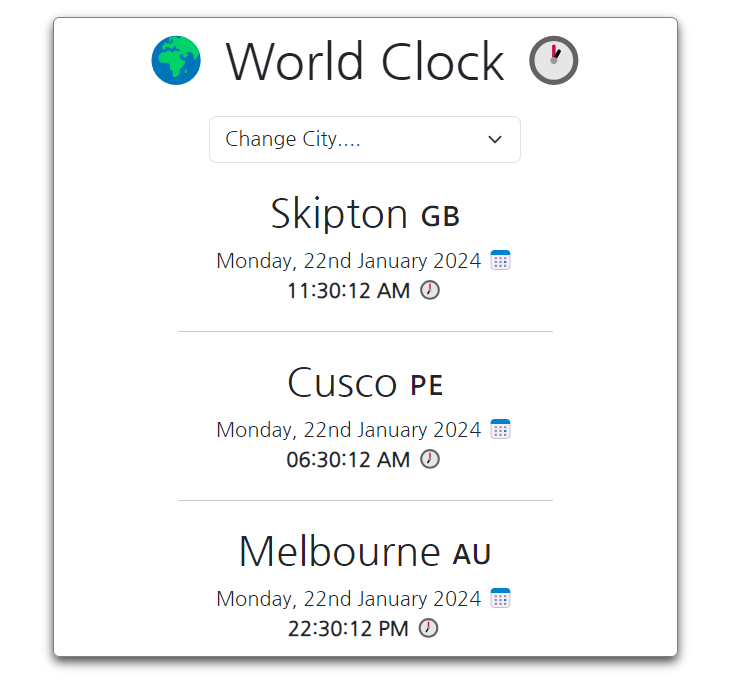 World Clock
Change City....
Skipton GB
Monday, 22nd January 2024
11:30:12 AM
Cusco PE
Monday, 22nd January 2024
06:30:12 AM
Melbourne AU
Monday, 22nd January 2024
22:30:12 PM